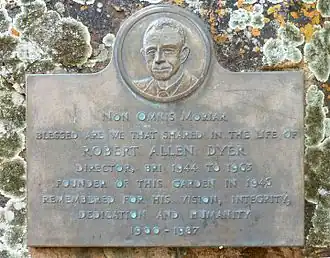 NON OMNIS MORIAR
BLESSED ARE WE THAT SHARED IN THE LIFE OF
ROBERT ALLEN DYER
DIRECTOR, BRI 1944 TO 1963
FOUNDER OF THIS GARDEN IN 1946
REMEMBERED FOR HIS VISION, INTEGRITY,
DEDICATION AND HUMANITY
1900 - 1987